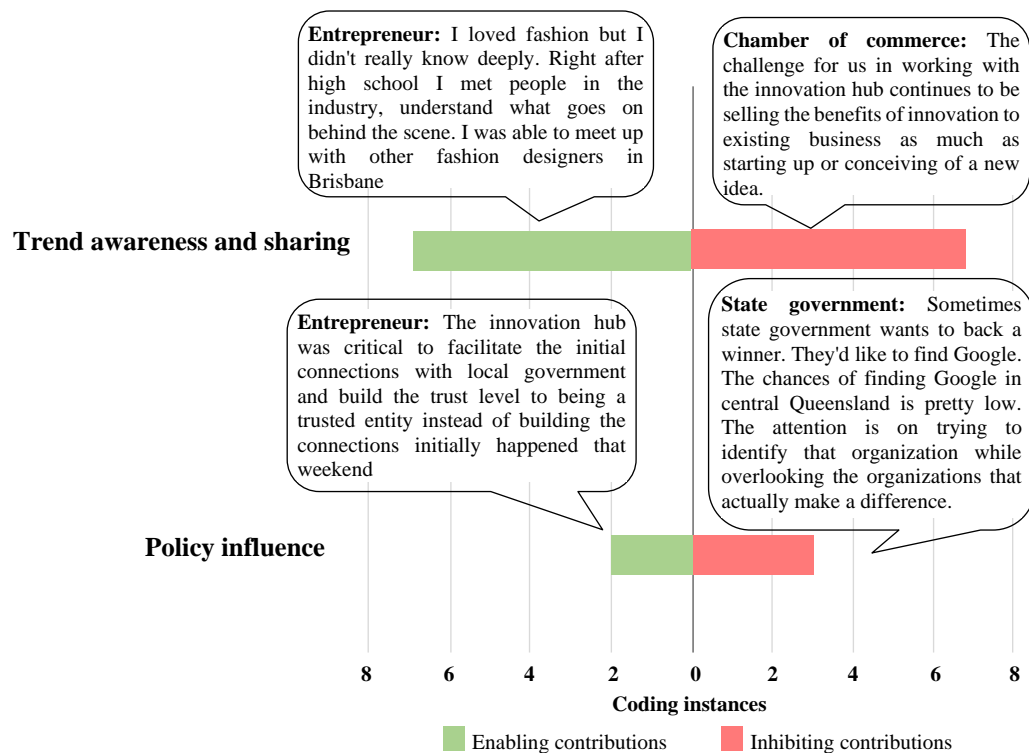 Entrepreneur: I loved fashion but I
didn't really know deeply. Right after
high school I met people in the
industry, understand what goes on
behind the scene. I was able to meet up
with other fashion designers in
Brisbane
Chamber of commerce: The
challenge for us in working with
the innovation hub continues to be
selling the benefits of innovation to
existing business as much as
starting up or conceiving of a new
idea.
Trend awareness and sharing
Entrepreneur: The innovation hub
was critical to facilitate the initial
connections with local government
and build the trust level to being a
trusted entity instead of building the
connections initially happened that
weekend
State government: Sometimes
state government wants to back a
winner. They'd like to find Google.
The chances of finding Google in
central Queensland is pretty low.
The attention is on trying to
identify that organization while
overlooking the organizations that
actually make a difference.
Policy influence
8 6 4 2 0 2 4 6 8
Coding instances
Enabling contributions Inhibiting contributions